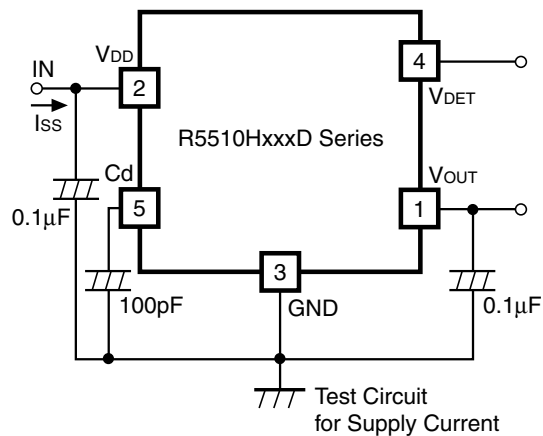 VDD
IN
ISS
2
4
VDET
R5510HxxxD Series
Cd
5
VOUT
1
0.1µF
3
100pF
GND
0.1µF
Test Circuit
for Supply Current